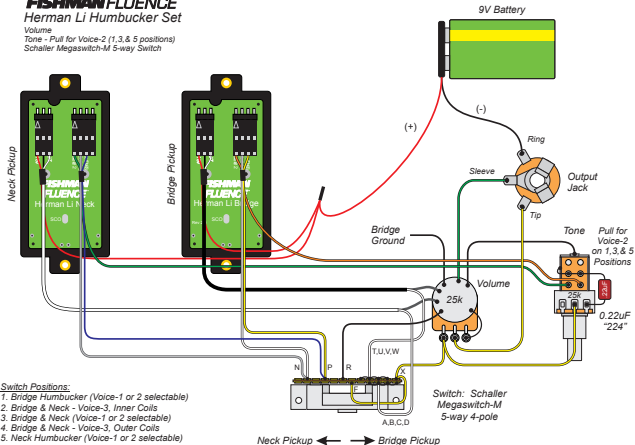 FISHMAN FLUENCE
Herman Li Humbucker Set
Volume
Tone - Pull for Voice-2 (1,3,& 5 positions)
Schaller Megaswitch-M 5-way Switch
9V Battery
(+)
(-)
Ring
Sleeve
Output
Jack
Tip
Neck Pickup
FISHMAN
FLUENCE
Herman Li Neck
SCO
Bridge Pickup
FISHMAN
FLUENCE
Herman Li Bridge
SCO
Bridge
Ground
Volume
25k
Tone
Pull for
Voice-2
on 1,3,& 5
Positions
.22uF
25k
0.22uF
“224”
T,U,V,W
N
P
R
F
X
A,B,C,D
Switch: Schaller
Megaswitch-M
5-way 4-pole
Switch Positions:
1. Bridge Humbucker (Voice-1 or 2 selectable)
2. Bridge & Neck - Voice-3, Inner Coils
3. Bridge & Neck (Voice-1 or 2 selectable)
4. Bridge & Neck - Voice-3, Outer Coils
5. Neck Humbucker (Voice-1 or 2 selectable)
Neck Pickup
Bridge Pickup